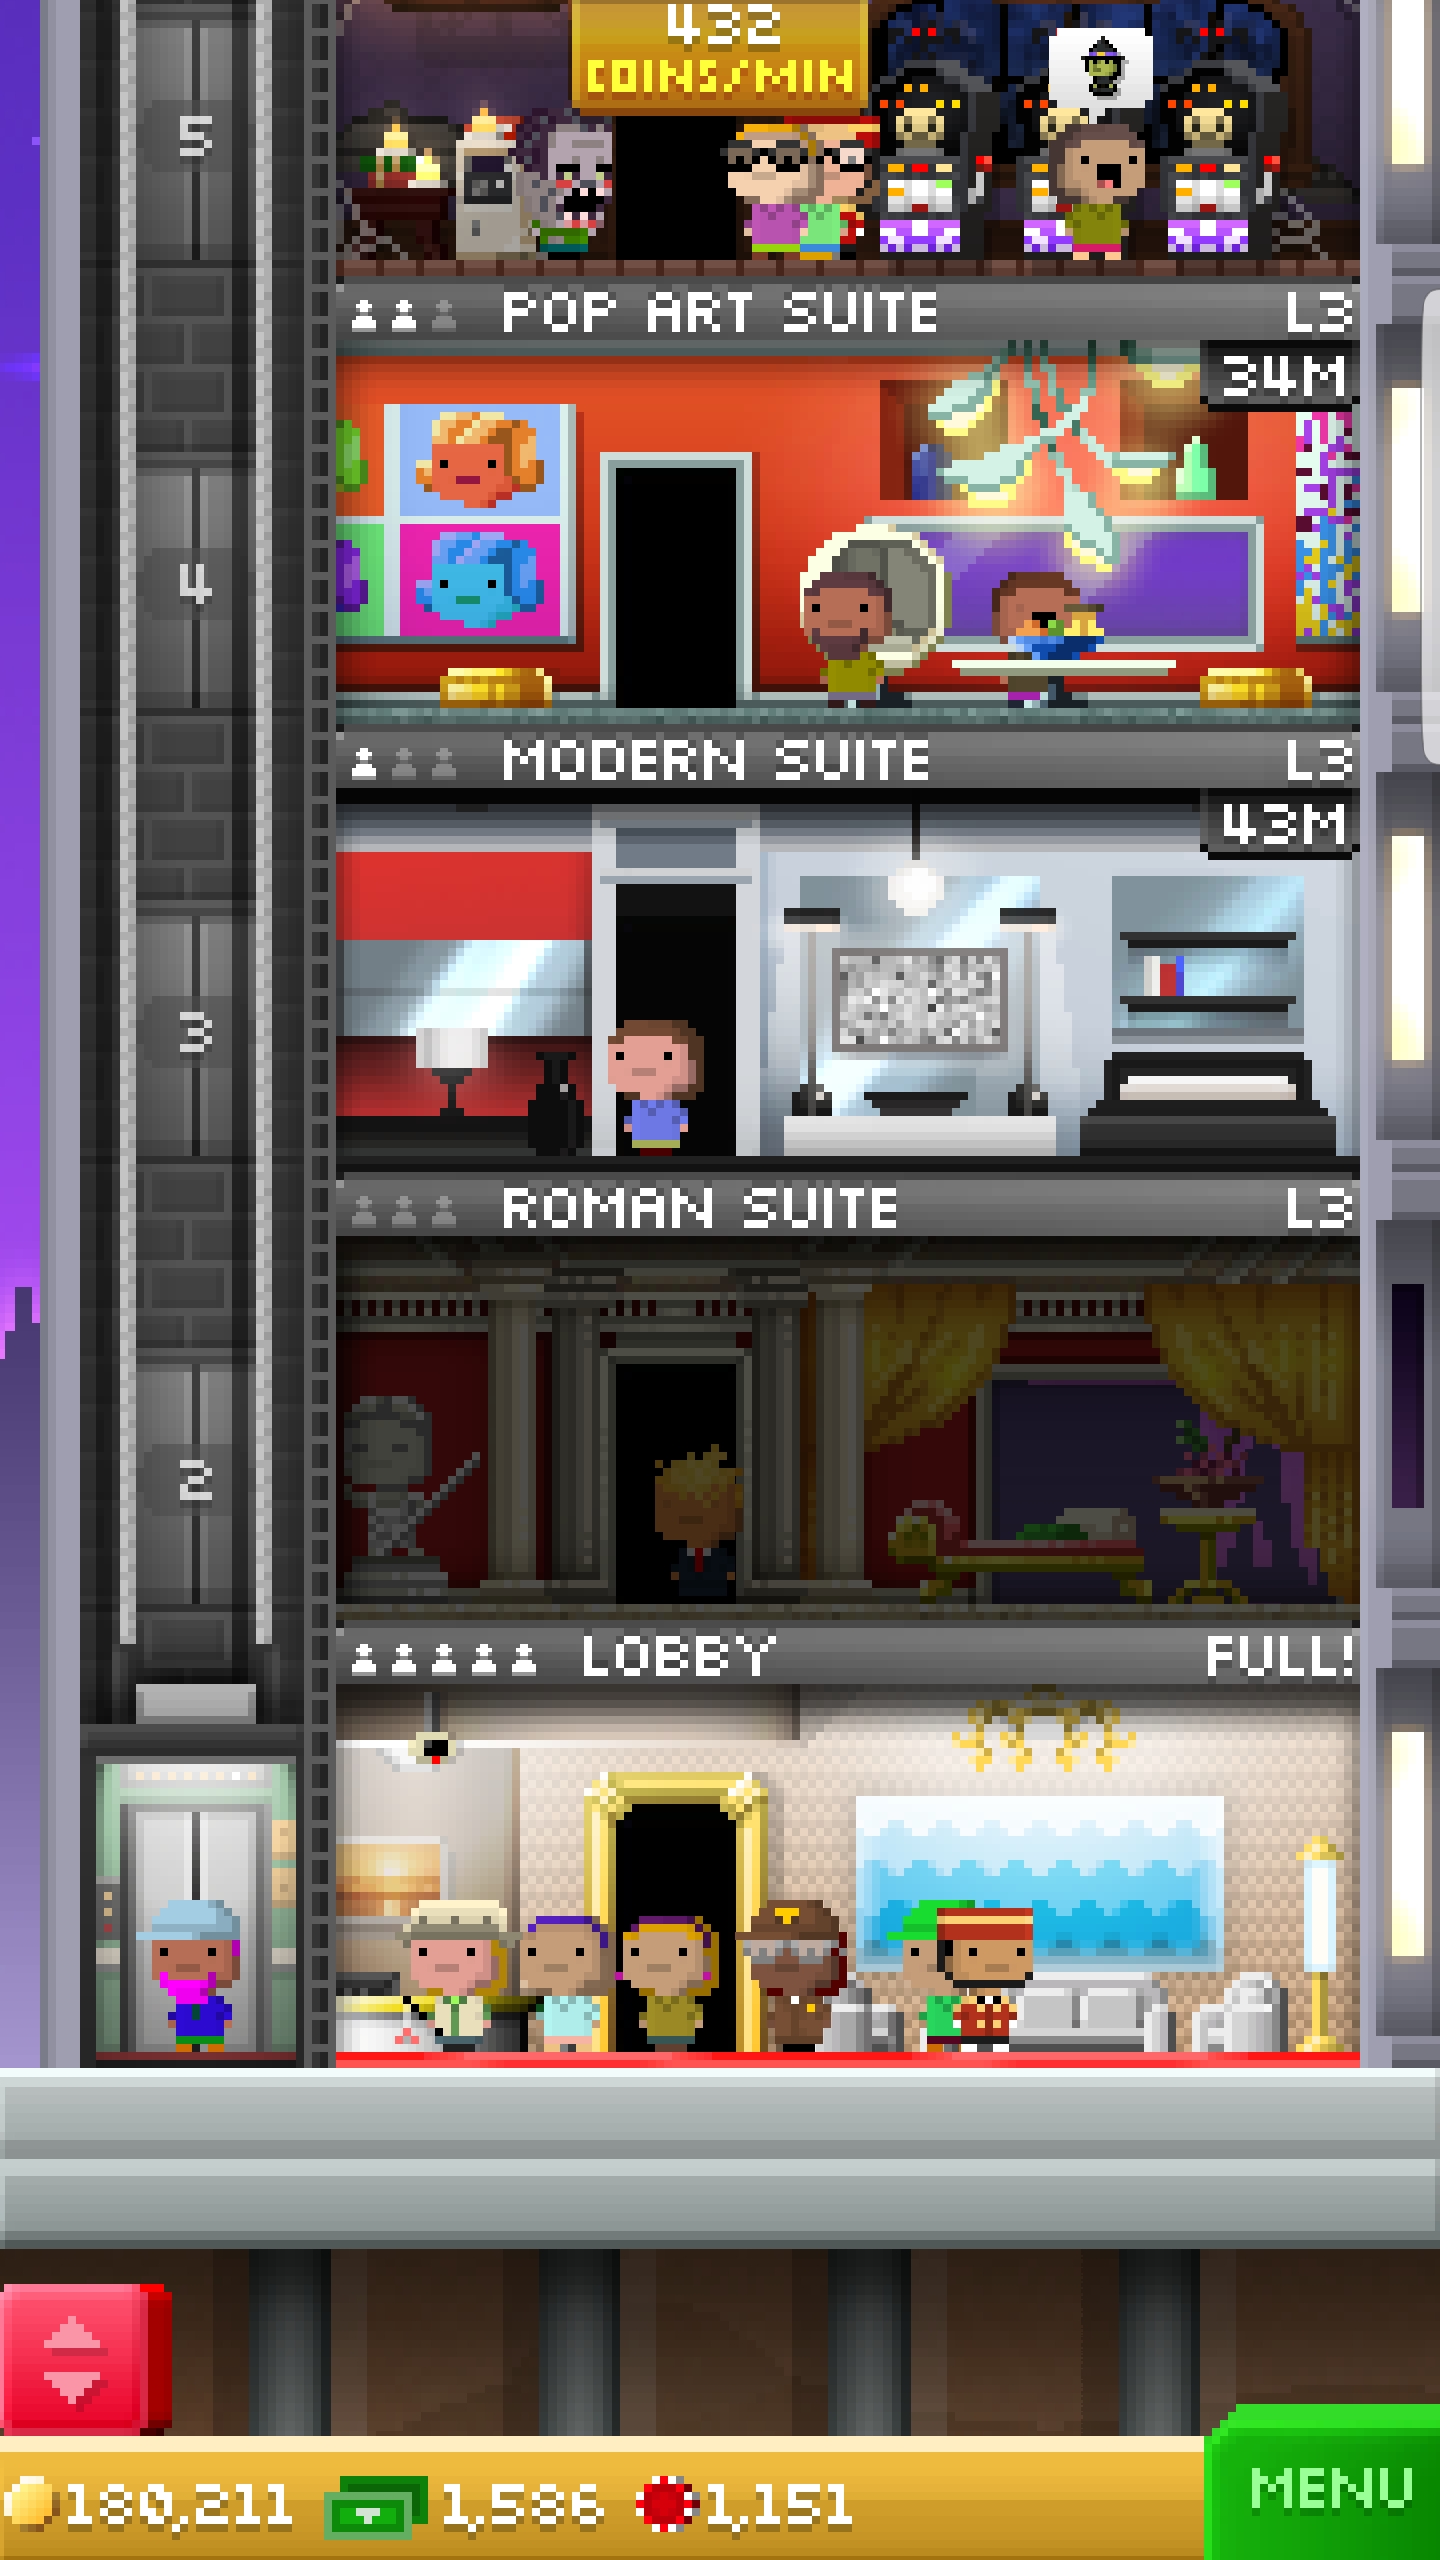 432
COINS/MIN
5
POP ART SUITE L3
34M
4
MODERN SUITE L3
43M
3
ROMAN SUITE L3
2
LOBBY FULL!
180,211 1,586 1,151
MENU